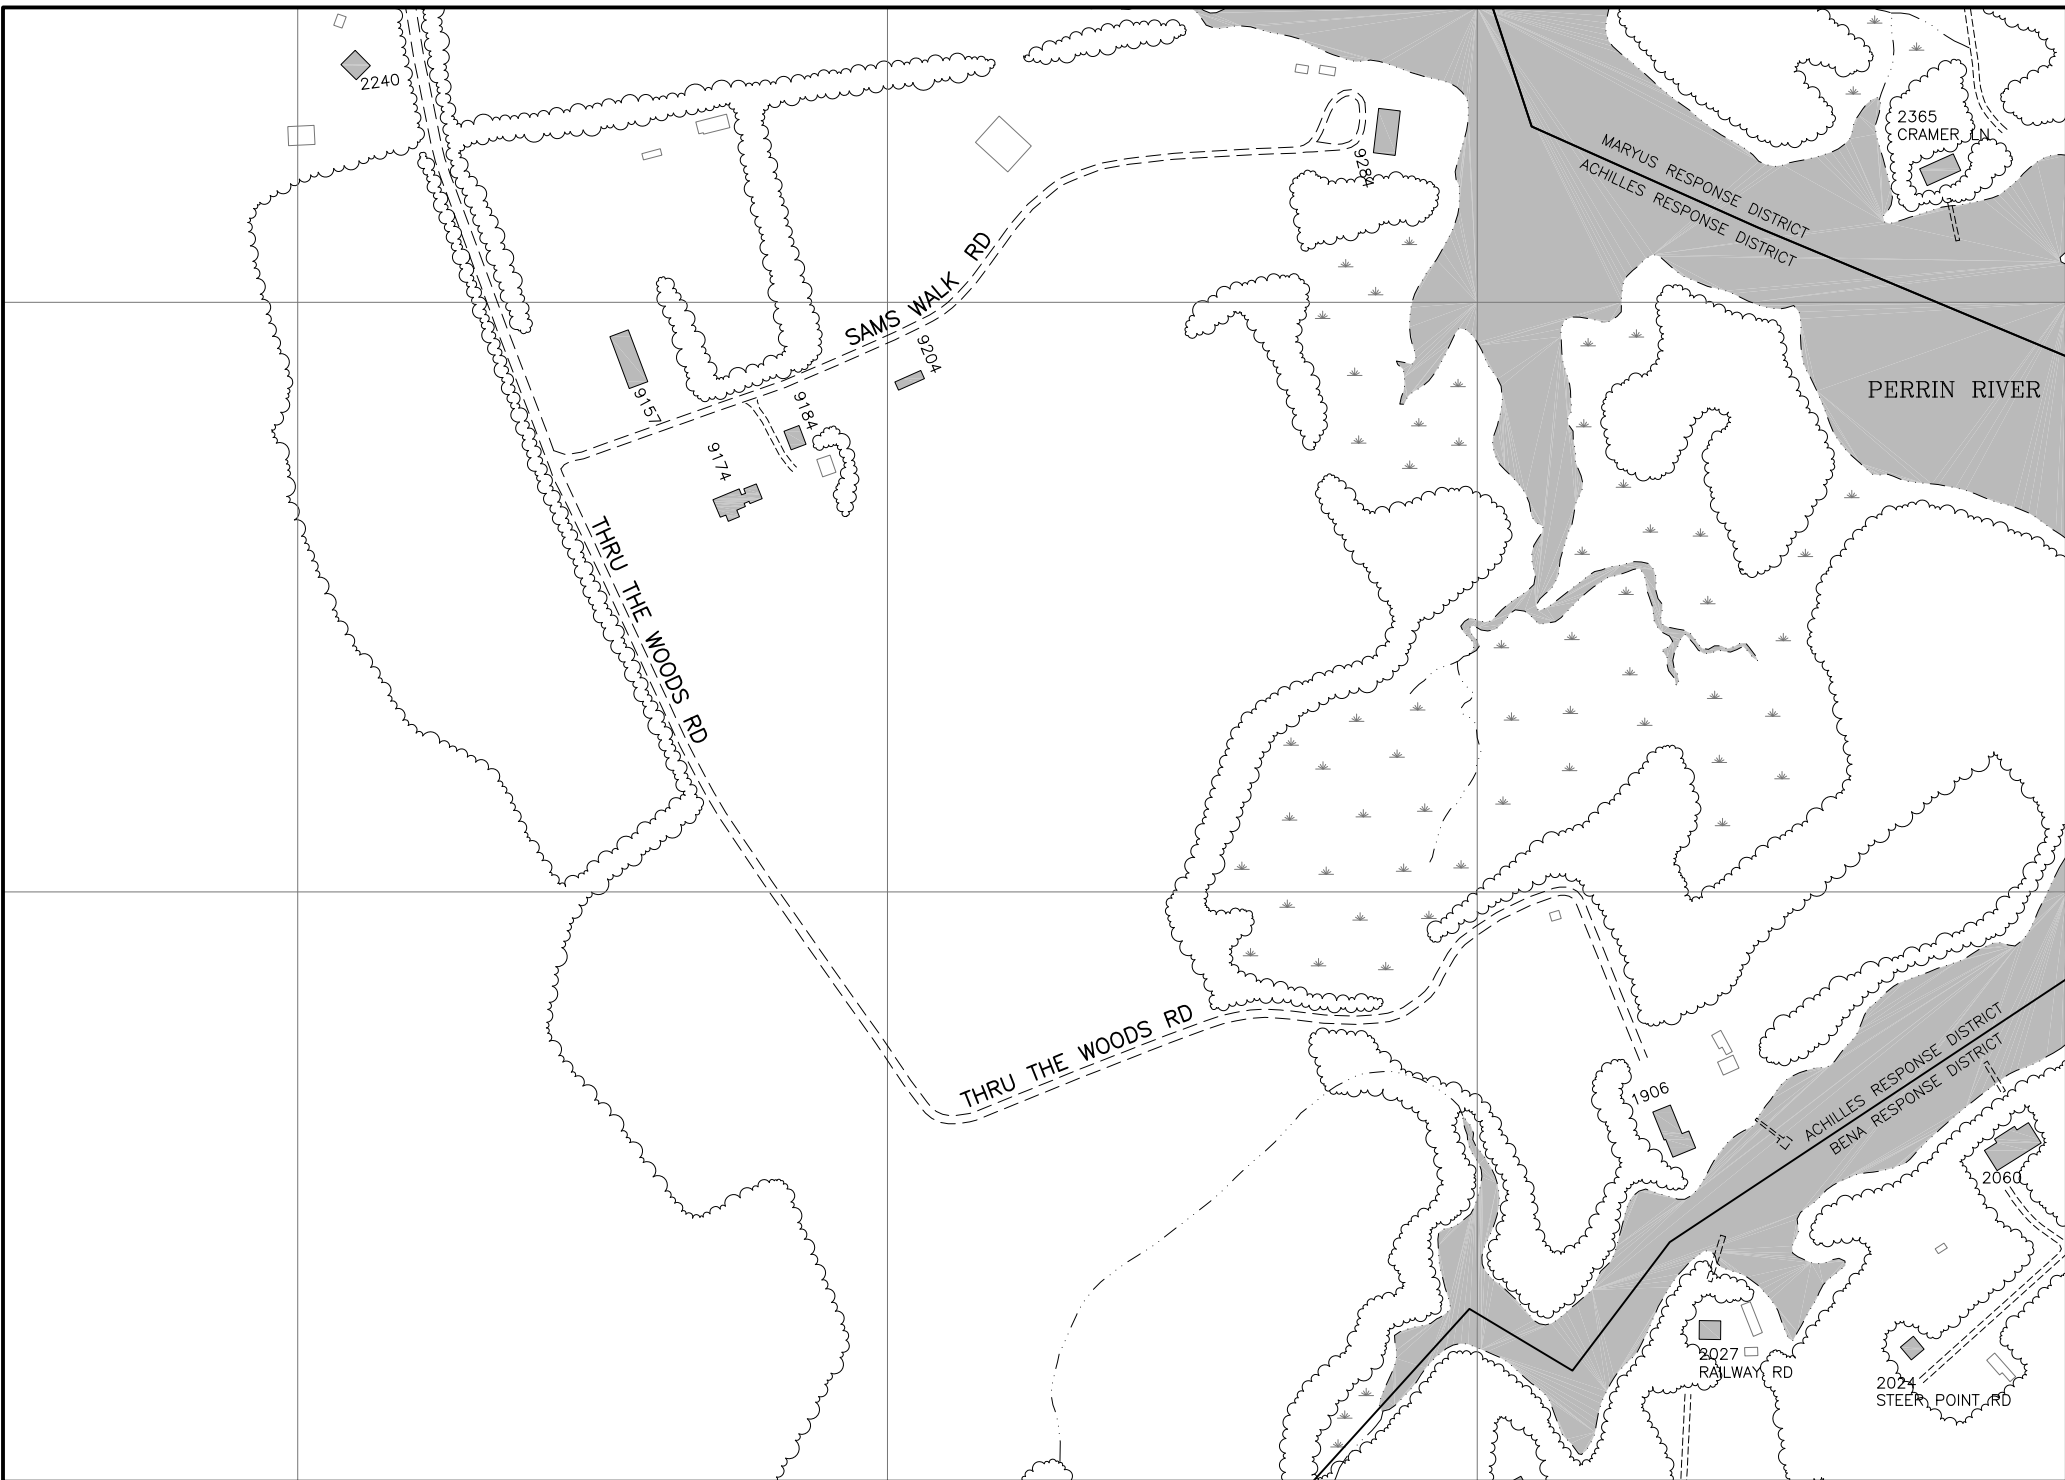 2240
2365
CRAMER LN
MARYUS RESPONSE DISTRICT
ACHILLES RESPONSE DISTRICT
9284
SAMS WALK RD
9204
PERRIN RIVER
9157
9184
9174
THRU THE WOODS RD
THRU THE WOODS RD
ACHILLES RESPONSE DISTRICT
BENA RESPONSE DISTRICT
1906
2060
2027
RAILWAY RD
2024
STEER POINT RD